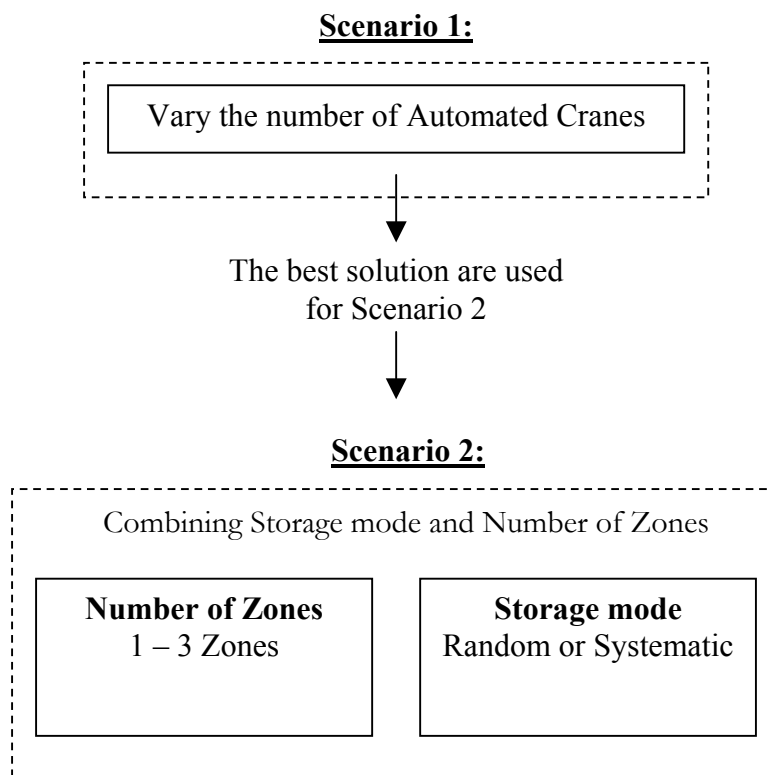 Scenario 1:
Vary the number of Automated Cranes
The best solution are used
for Scenario 2
Scenario 2:
Combining Storage mode and Number of Zones
Number of Zones
1 – 3 Zones
Storage mode
Random or Systematic